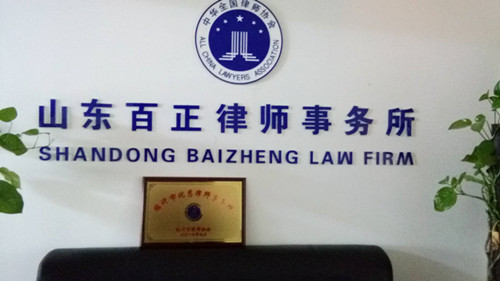 中华全国律师协会
ALL CHINA LAWYERS ASSOCIATION
山东百正律师事务所
SHANDONG BAIZHENG LAW FIRM